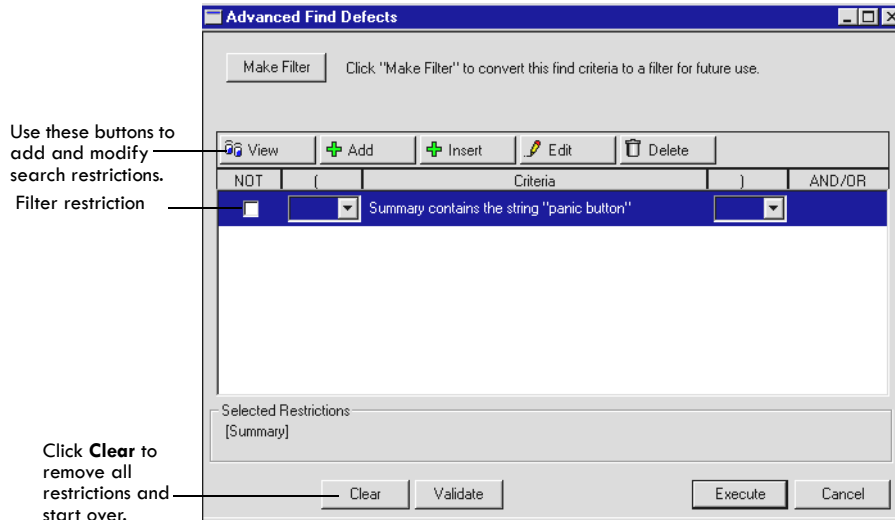 Advanced Find Defects
Make Filter Click "Make Filter" to convert this find criteria to a filter for future use.
Use these buttons to
add and modify
search restrictions.
View Add Insert Edit Delete
NOT ( Criteria ) AND/OR
Filter restriction
Summary contains the string "panic button"
Selected Restrictions
[Summary]
Click Clear to
remove all
restrictions and
start over.
Clear Validate Execute Cancel